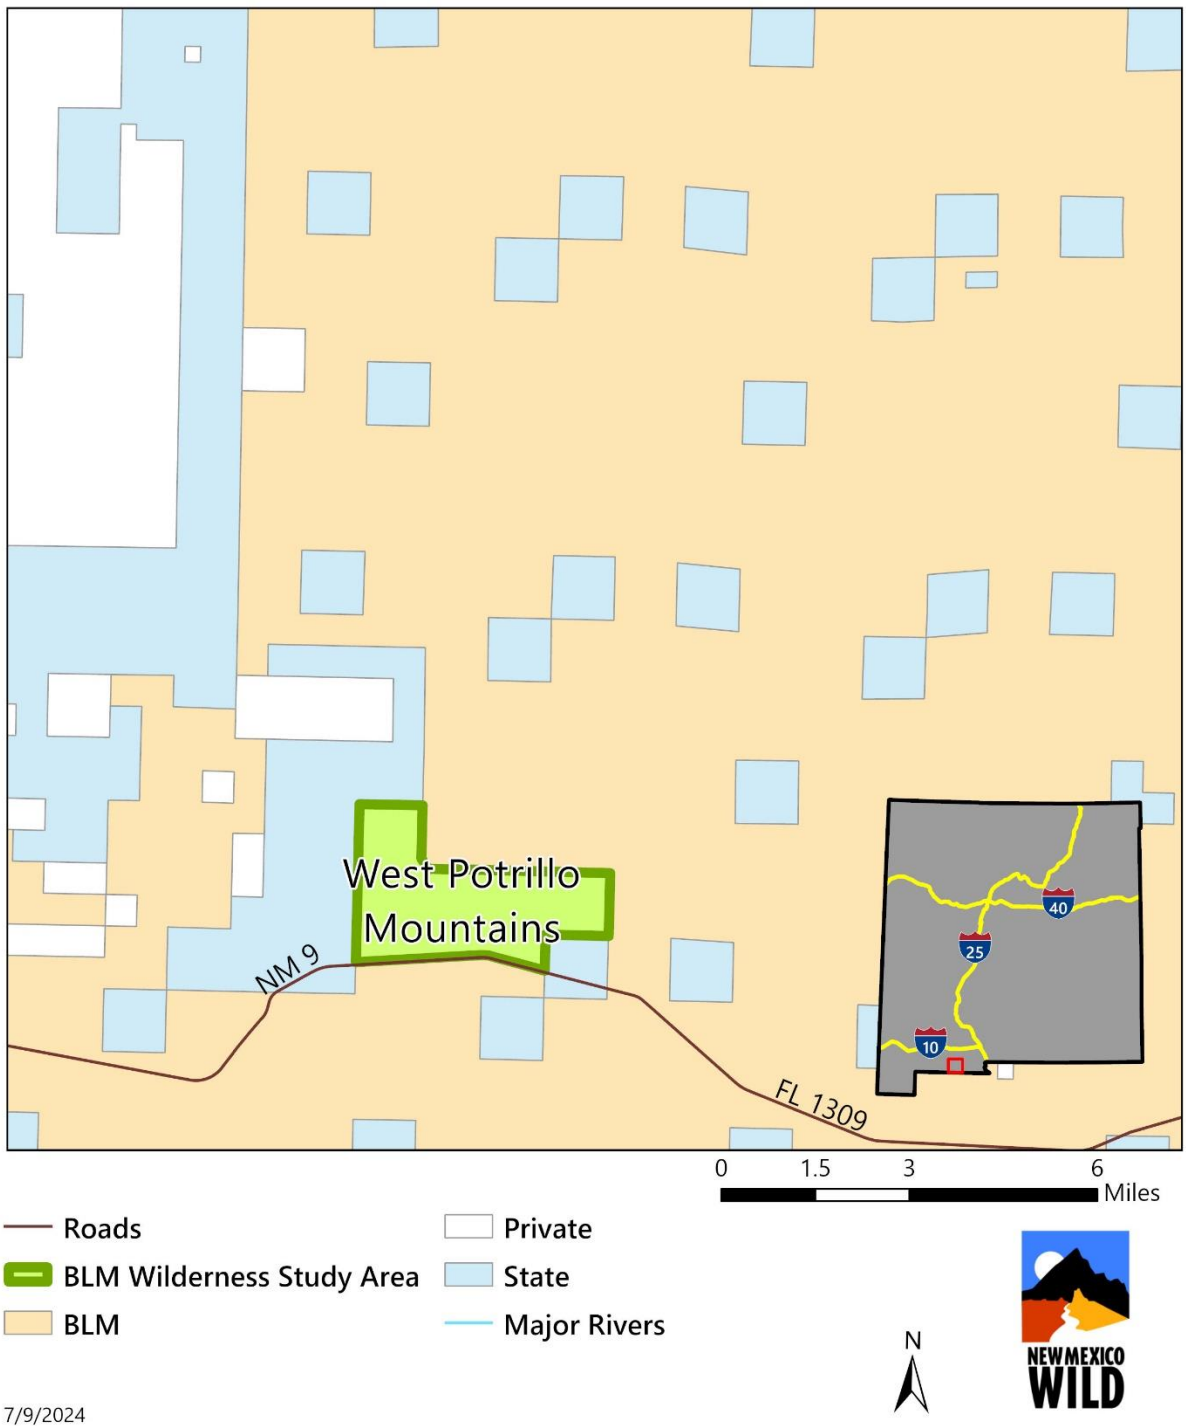 West Potrillo
Mountains
NM 9
FL 1309
40
25
10
0 1.5 3 6
Miles
Roads
BLM Wilderness Study Area
BLM
Private
State
Major Rivers
N
NEW MEXICO
WILD
7/9/2024